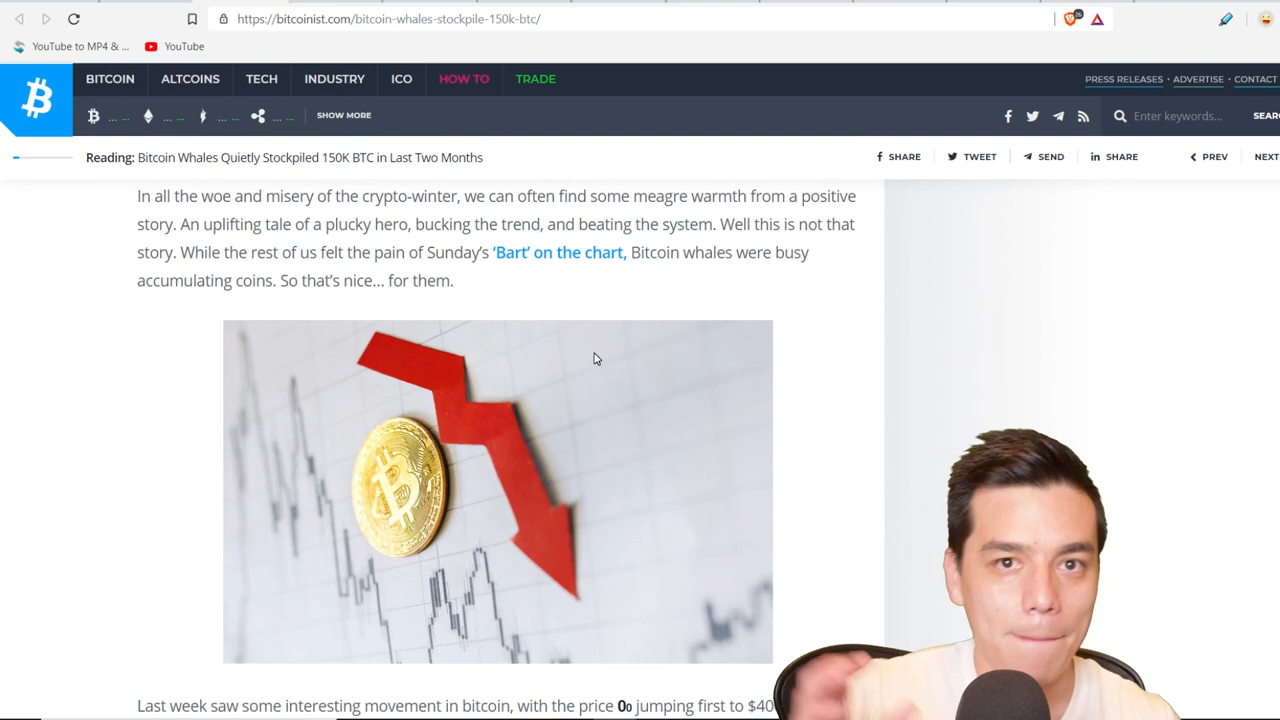 https://bitcoinist.com/bitcoin-whales-stockpile-150k-btc/
26
YouTube to MP4 & ... YouTube
BITCOIN ALTCOINS TECH INDUSTRY ICO HOW TO TRADE PRESS RELEASES · ADVERTISE · CONTACT
... ... ... ... ... ... ... ... SHOW MORE Enter keywords... SEARC
Reading: Bitcoin Whales Quietly Stockpiled 150K BTC in Last Two Months SHARE TWEET SEND SHARE PREV NEXT
In all the woe and misery of the crypto-winter, we can often find some meagre warmth from a positive
story. An uplifting tale of a plucky hero, bucking the trend, and beating the system. Well this is not that
story. While the rest of us felt the pain of Sunday’s ‘Bart’ on the chart, Bitcoin whales were busy
accumulating coins. So that’s nice... for them.
Last week saw some interesting movement in bitcoin, with the price 00 jumping first to $40